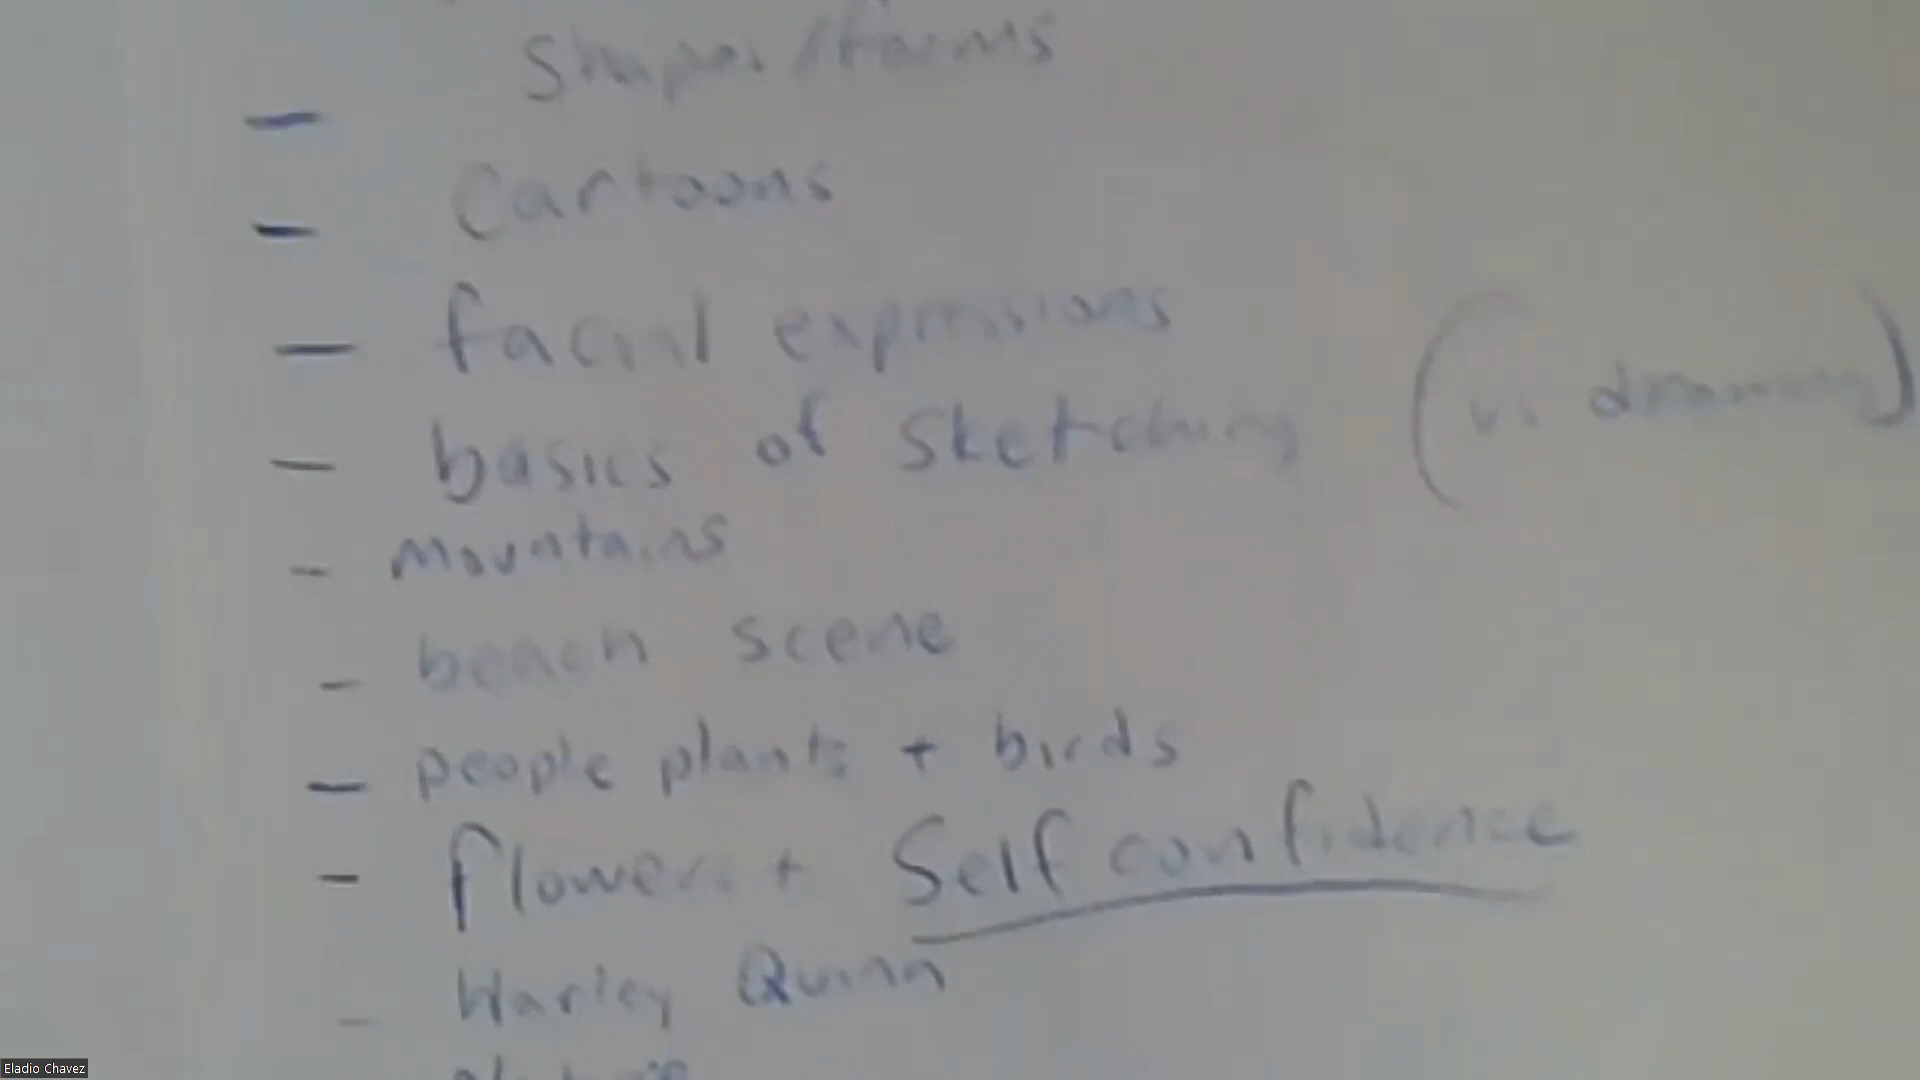 Shapes/forms
- Cartoons
- facial expressions
- basics of Sketching (vs drawing)
- Mountains
- beach scene
- people plants + birds
- flowers + Self confidence
- Harley Quinn
Eladio Chavez